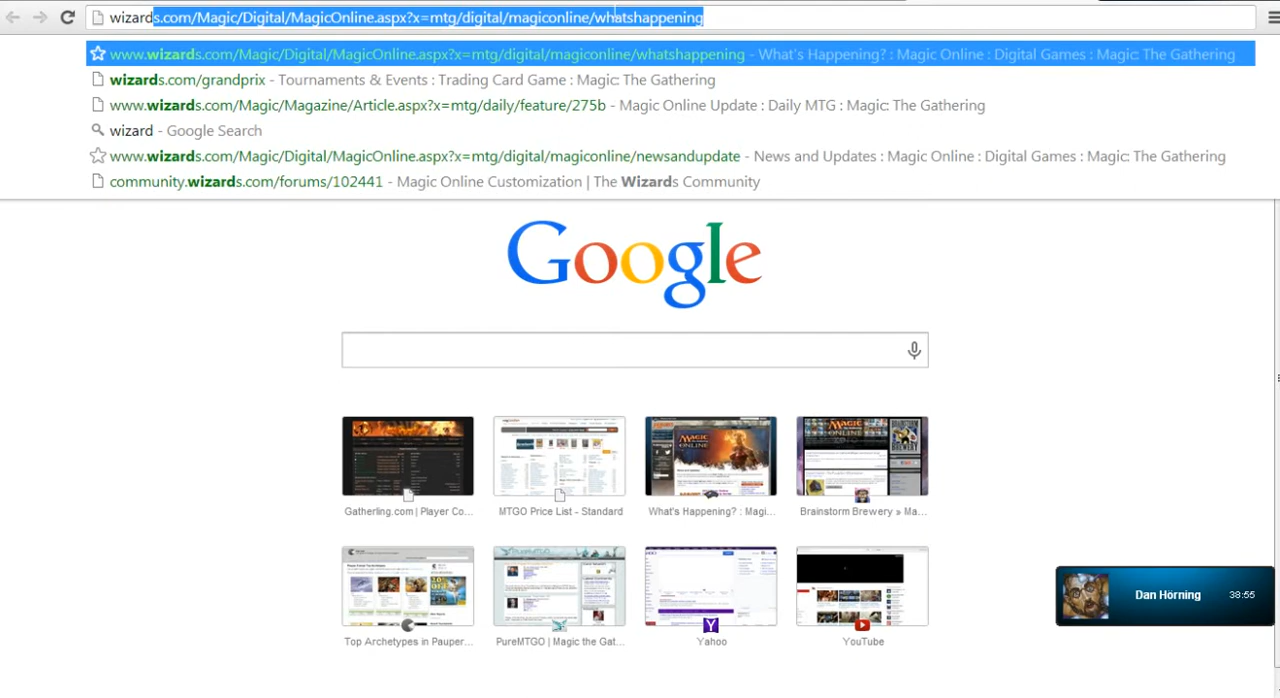 wizards.com/Magic/Digital/MagicOnline.aspx?x=mtg/digital/magiconline/whatshappening
www.wizards.com/Magic/Digital/MagicOnline.aspx?x=mtg/digital/magiconline/whatshappening - What's Happening? : Magic Online : Digital Games : Magic: The Gathering
wizards.com/grandprix - Tournaments & Events : Trading Card Game : Magic: The Gathering
www.wizards.com/Magic/Magazine/Article.aspx?x=mtg/daily/feature/275b - Magic Online Update : Daily MTG : Magic: The Gathering
wizard - Google Search
www.wizards.com/Magic/Digital/MagicOnline.aspx?x=mtg/digital/magiconline/newsandupdate - News and Updates : Magic Online : Digital Games : Magic: The Gathering
community.wizards.com/forums/102441 - Magic Online Customization | The Wizards Community
Google
MAGIC ONLINE
Gatherling.com | Player Co...
MTGO Price List - Standard
What's Happening? : Magi...
Brainstorm Brewery » Ma...
Dan Hörning 38:55
Top Archetypes in Pauper...
PureMTGO | Magic the Gat...
Yahoo
YouTube